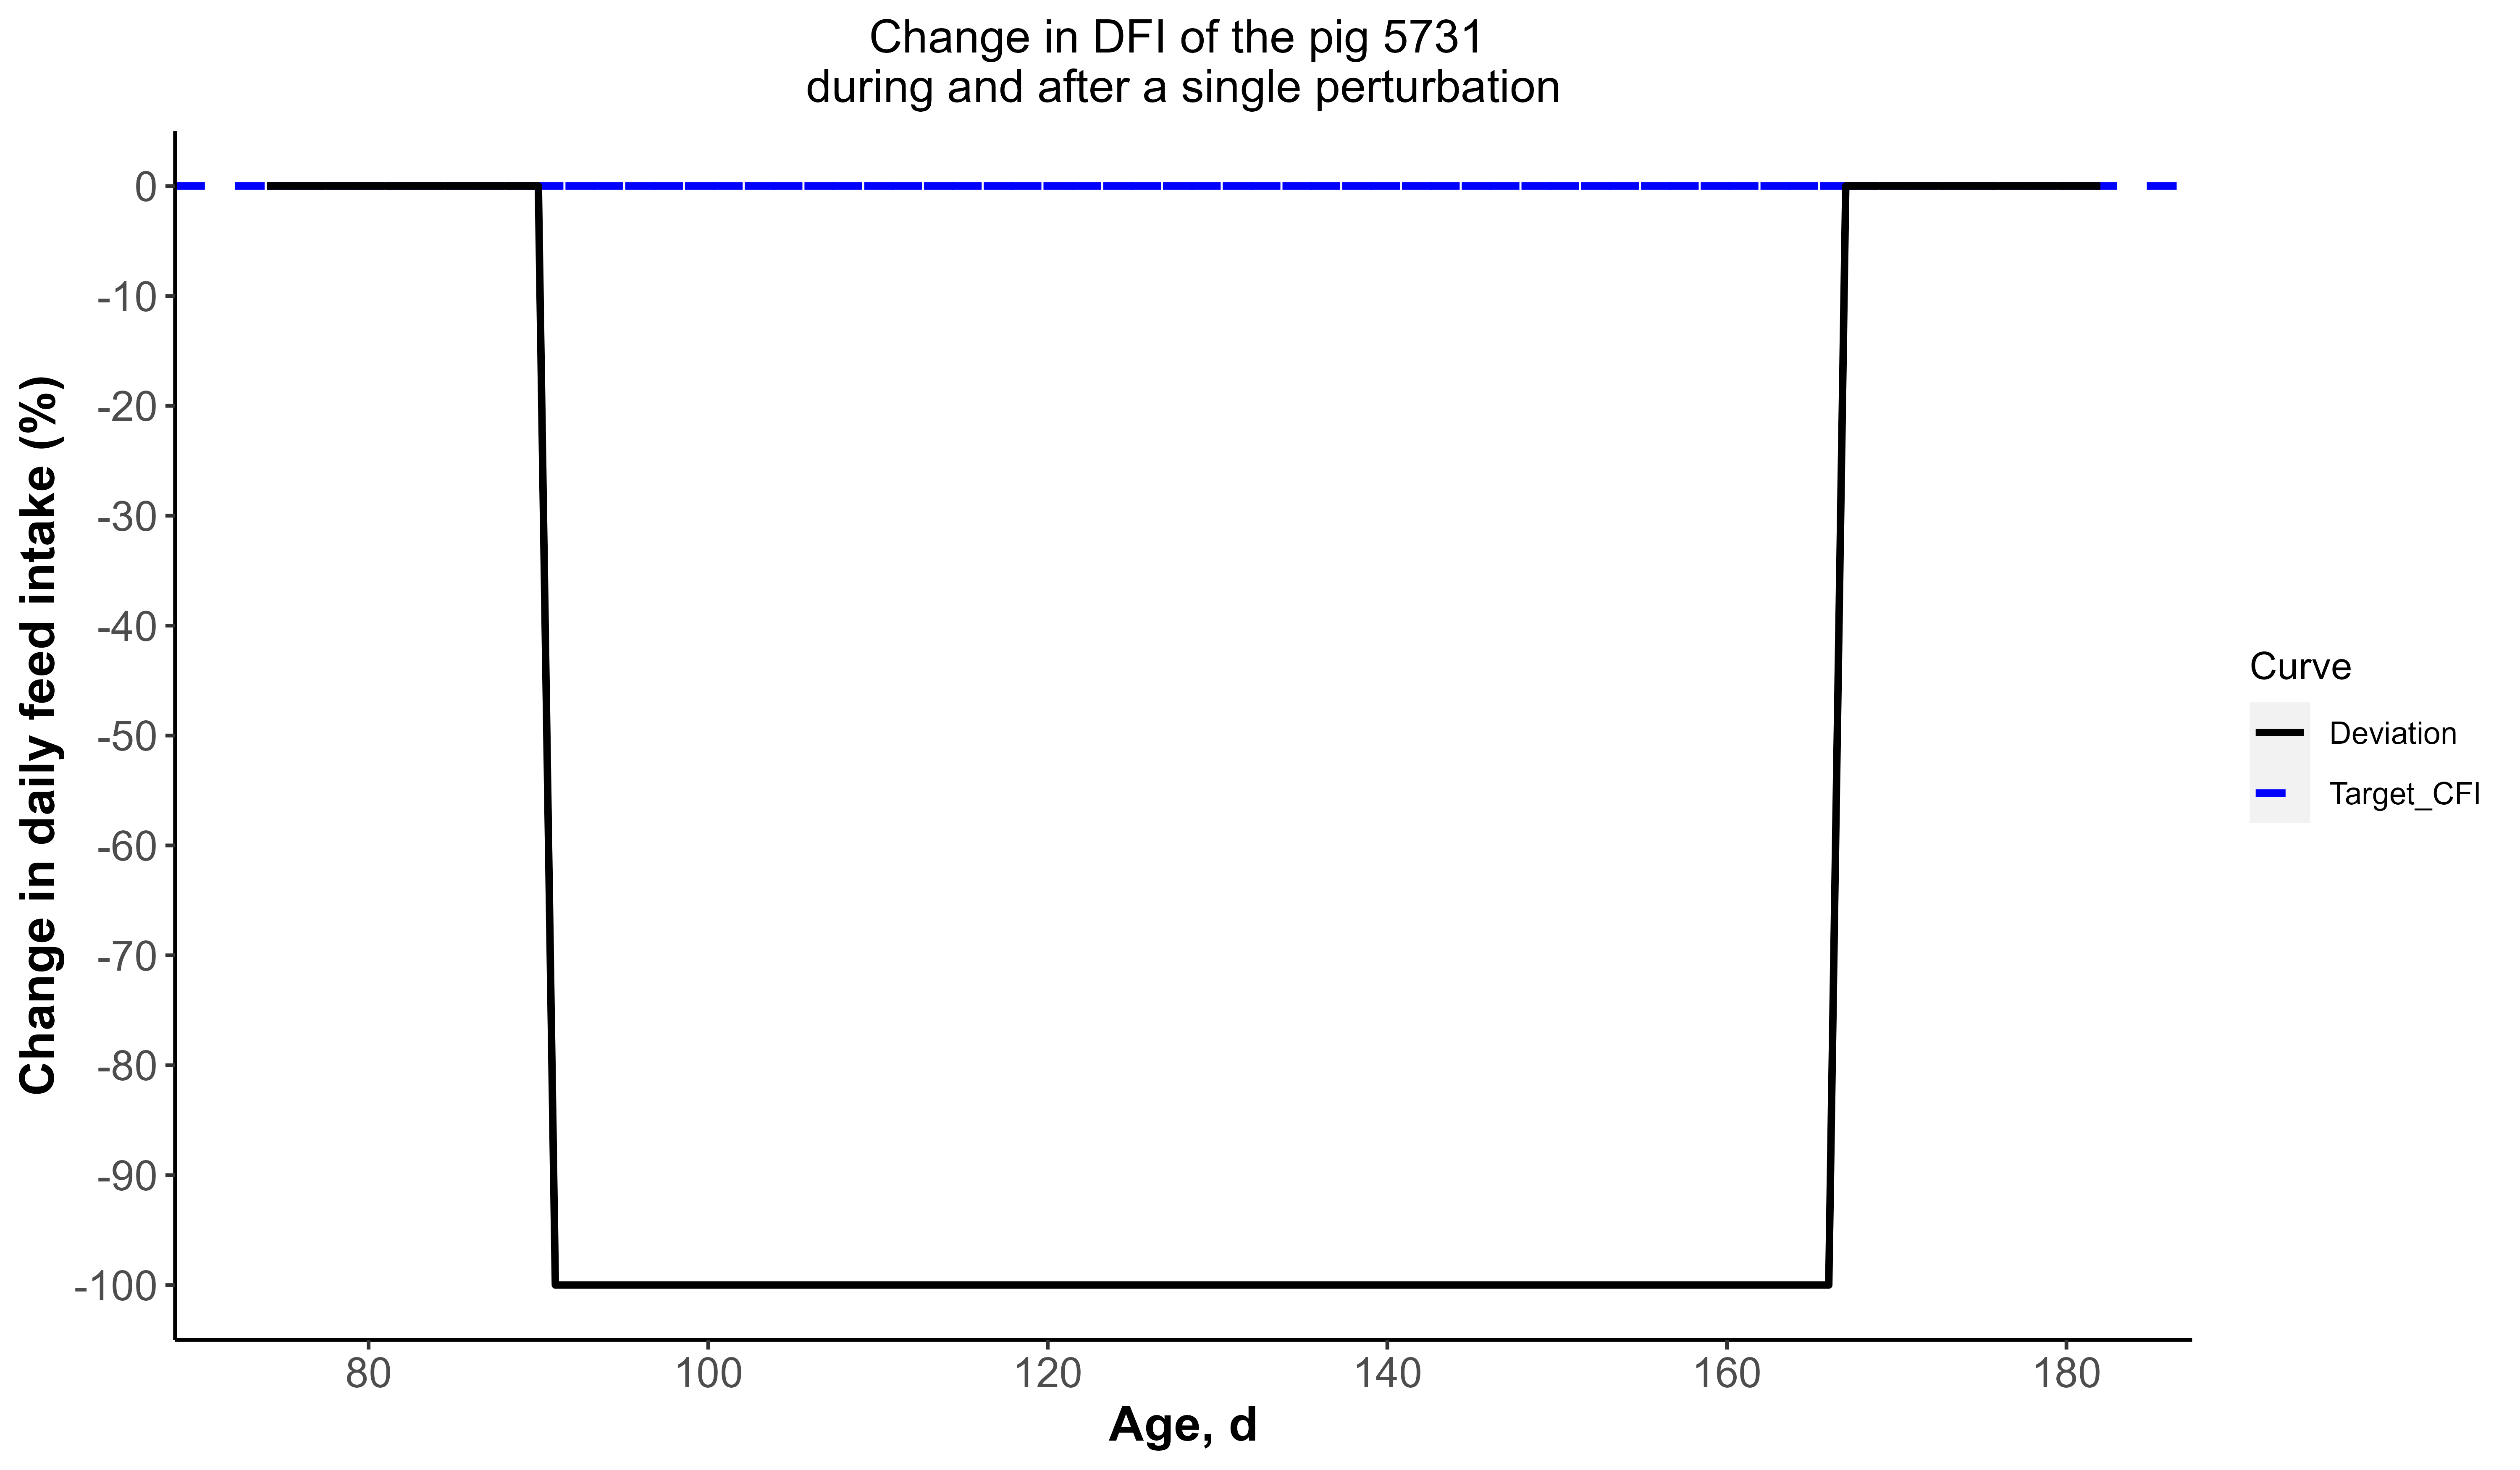 Change in DFI of the pig 5731
during and after a single perturbation
Change in daily feed intake (%)
0
-10
-20
-30
-40
-50
-60
-70
-80
-90
-100
80 100 120 140 160 180
Age, d
Curve
Deviation
Target_CFI